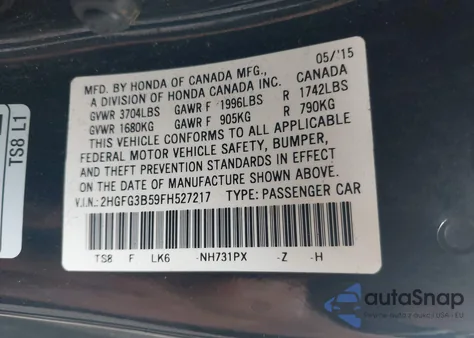 MFD. BY HONDA OF CANADA MFG., 05/'15
A DIVISION OF HONDA CANADA INC. CANADA
GVWR 3704LBS GAWR F 1996LBS R 1742LBS
GVWR 1680KG GAWR F 905KG R 790KG
THIS VEHICLE CONFORMS TO ALL APPLICABLE
FEDERAL MOTOR VEHICLE SAFETY, BUMPER,
AND THEFT PREVENTION STANDARDS IN EFFECT
ON THE DATE OF MANUFACTURE SHOWN ABOVE.
V.I.N.: 2HGFG3B59FH527217 TYPE: PASSENGER CAR
TS8 F LK6 -NH731PX -Z -H
TS8 L1
autoSnap